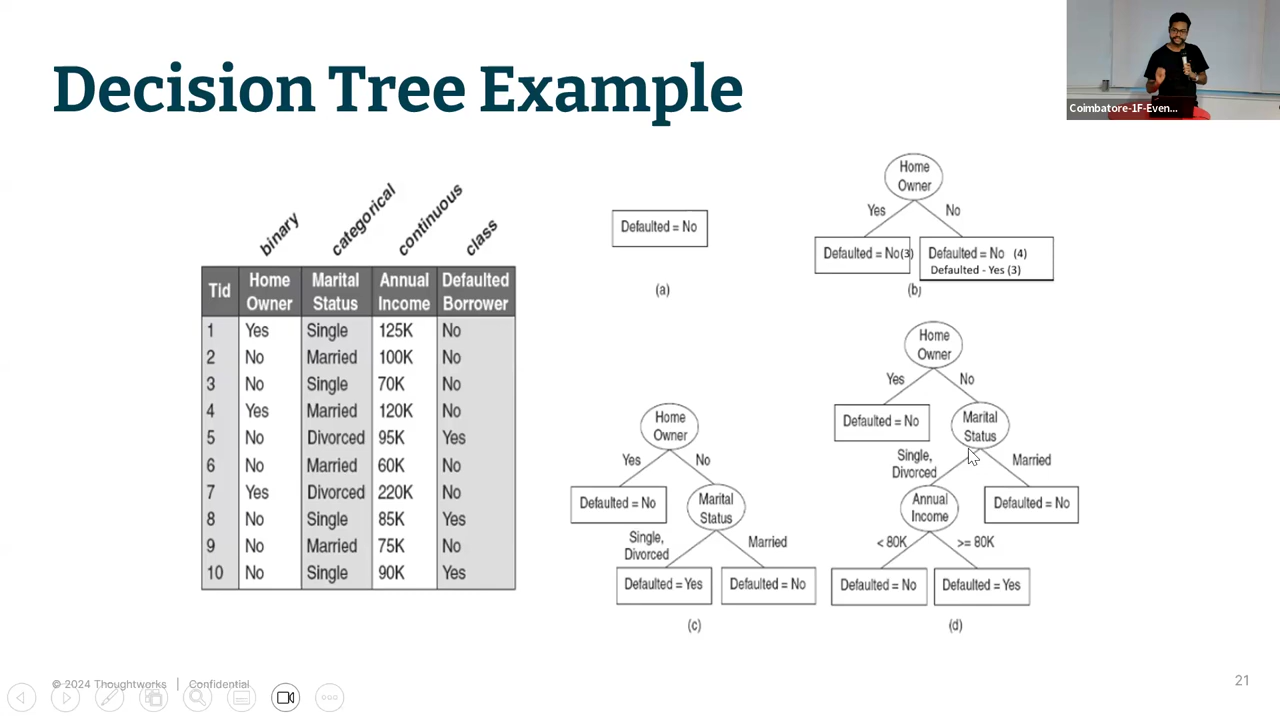 Decision Tree Example
Coimbatore-1F-Even...
binary
categorical
continuous
class
Tid Home Owner Marital Status Annual Income Defaulted Borrower
1 Yes Single 125K No
2 No Married 100K No
3 No Single 70K No
4 Yes Married 120K No
5 No Divorced 95K Yes
6 No Married 60K No
7 Yes Divorced 220K No
8 No Single 85K Yes
9 No Married 75K No
10 No Single 90K Yes
Defaulted = No
(a)
Home
Owner
Yes No
Defaulted = No(3) Defaulted = No (4)
Defaulted - Yes (3)
(b)
Home
Owner
Yes No
Defaulted = No Marital
Status
Single,
Divorced
Married
Defaulted = Yes Defaulted = No
(c)
Home
Owner
Yes No
Defaulted = No Marital
Status
Single,
Divorced
Married
Annual
Income
Defaulted = No
< 80K >= 80K
Defaulted = No Defaulted = Yes
(d)
© 2024 Thoughtworks | Confidential
21